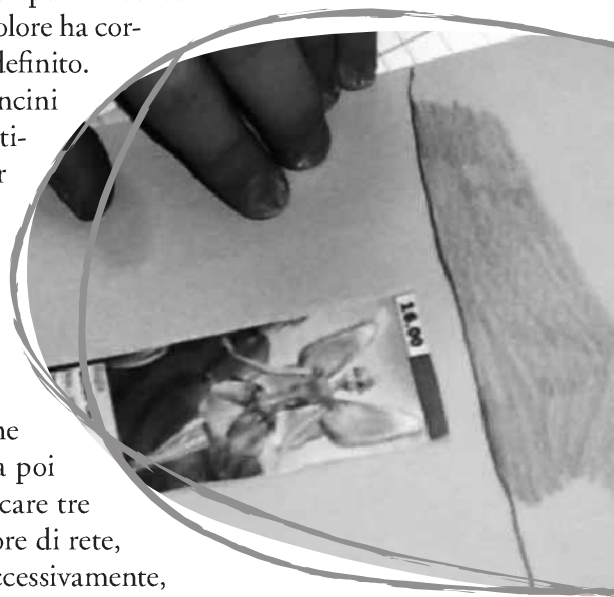 olore ha cor-
definito.
ncini
ti-
r
18.00
ne
a poi
care tre
ore di rete,
ccessivamente,